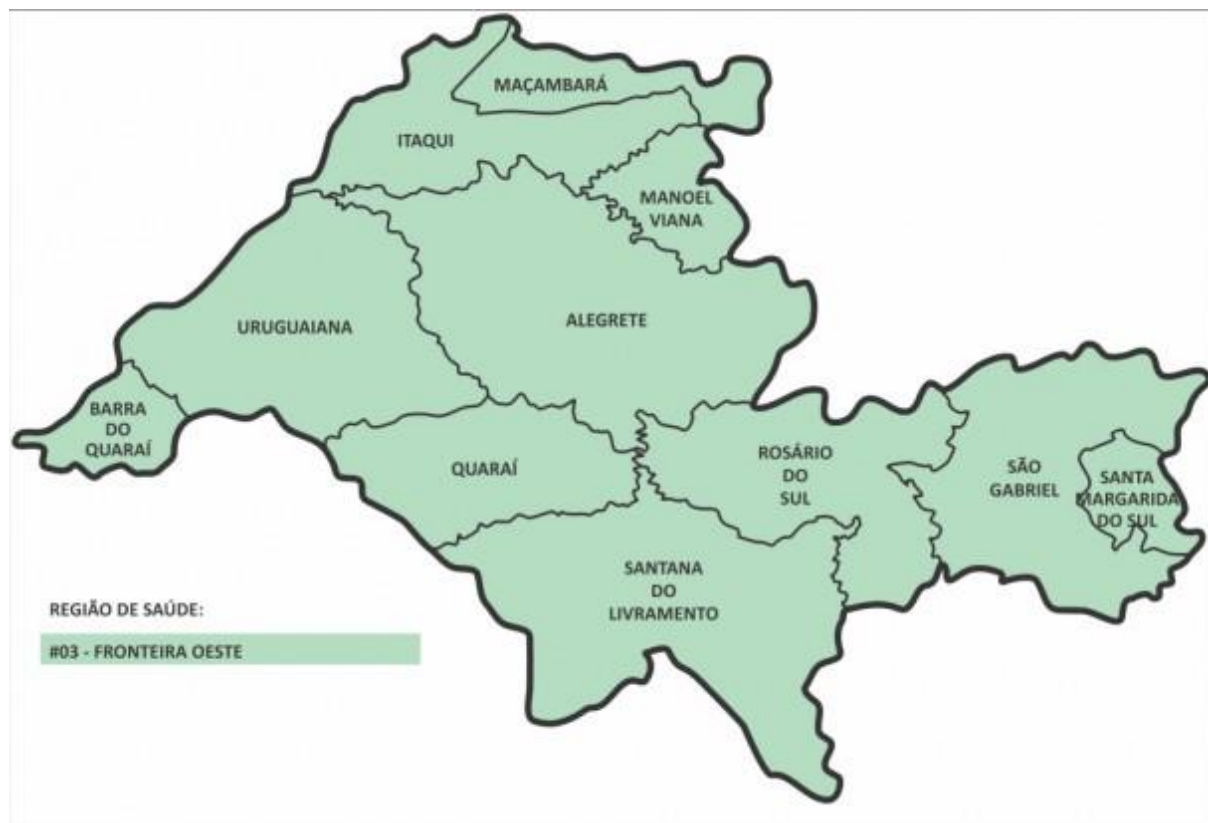 MAÇAMBARÁ
ITAQUI
MANOEL
VIANA
URUGUAIANA
ALEGRETE
BARRA
DO
QUARAÍ
QUARAÍ
ROSÁRIO
DO
SUL
SÃO
GABRIEL
SANTA
MARGARIDA
DO SUL
SANTANA
DO
LIVRAMENTO
REGIÃO DE SAÚDE:
#03 - FRONTEIRA OESTE